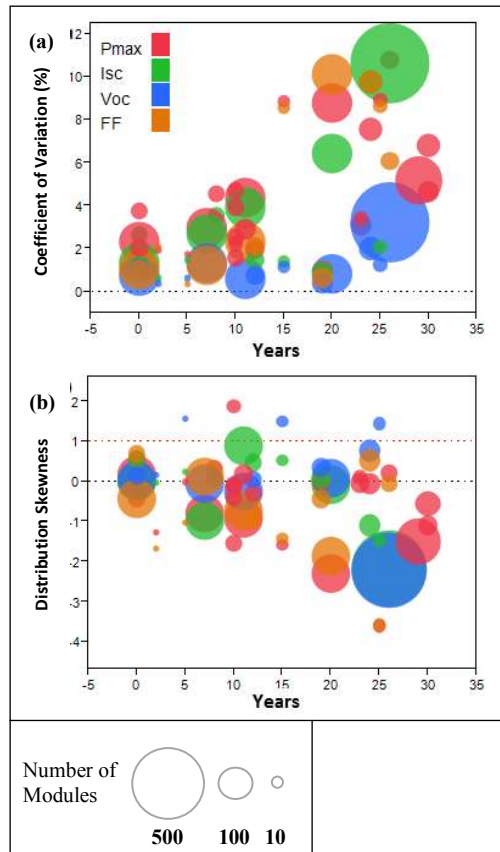 (a)
Pmax
Isc
Voc
FF
Coefficient of Variation (%)
12
10
8
6
4
2
0
-5 0 5 10 15 20 25 30 35
Years
(b)
Distribution Skewness
2
1
0
-1
-2
-3
-4
-5 0 5 10 15 20 25 30 35
Years
Number of
Modules
500 100 10